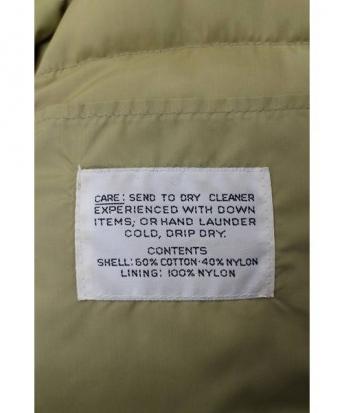 CARE: SEND TO DRY CLEANER
EXPERIENCED WITH DOWN
ITEMS; OR HAND LAUNDER
COLD, DRIP DRY.
CONTENTS
SHELL: 60% COTTON·40% NYLON
LINING: 100% NYLON